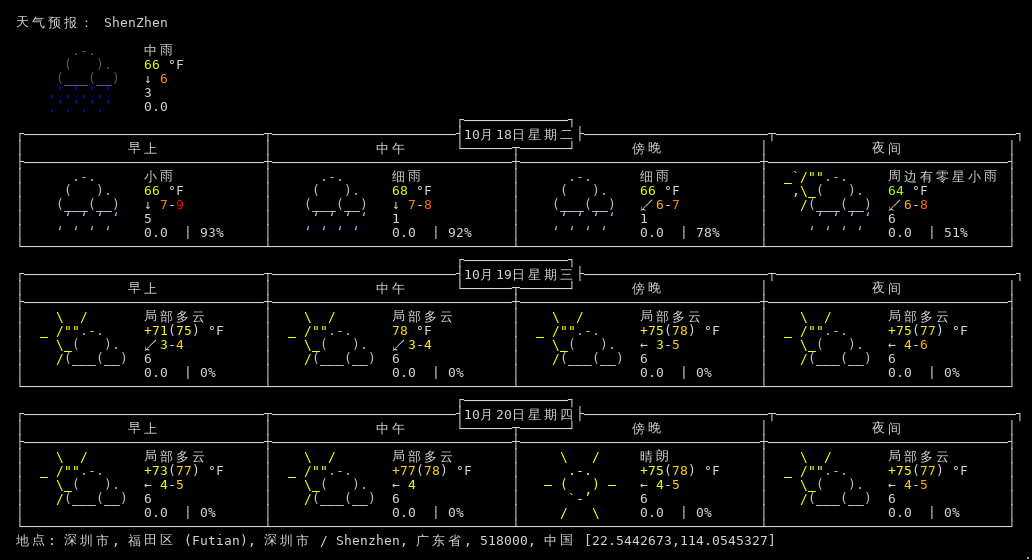 天气预报： ShenZhen
中雨
66 °F
↓ 6
3
0.0
10月18日星期二
早上 中午 傍晚 夜间
小雨 细雨 细雨 周边有零星小雨
66 °F 68 °F 66 °F 64 °F
↓ 7-9 ↓ 7-8 ↙ 6-7 ↙ 6-8
5 1 1 6
0.0 | 93% 0.0 | 92% 0.0 | 78% 0.0 | 51%
10月19日星期三
早上 中午 傍晚 夜间
局部多云 局部多云 局部多云 局部多云
+71(75) °F 78 °F +75(78) °F +75(77) °F
↙ 3-4 ↙ 3-4 ← 3-5 ← 4-6
6 6 6 6
0.0 | 0% 0.0 | 0% 0.0 | 0% 0.0 | 0%
10月20日星期四
早上 中午 傍晚 夜间
局部多云 局部多云 晴朗 局部多云
+73(77) °F +77(78) °F +75(78) °F +75(77) °F
← 4-5 ← 4 ← 4-5 ← 4-5
6 6 6 6
0.0 | 0% 0.0 | 0% 0.0 | 0% 0.0 | 0%
地点: 深圳市, 福田区 (Futian), 深圳市 / Shenzhen, 广东省, 518000, 中国 [22.5442673,114.0545327]